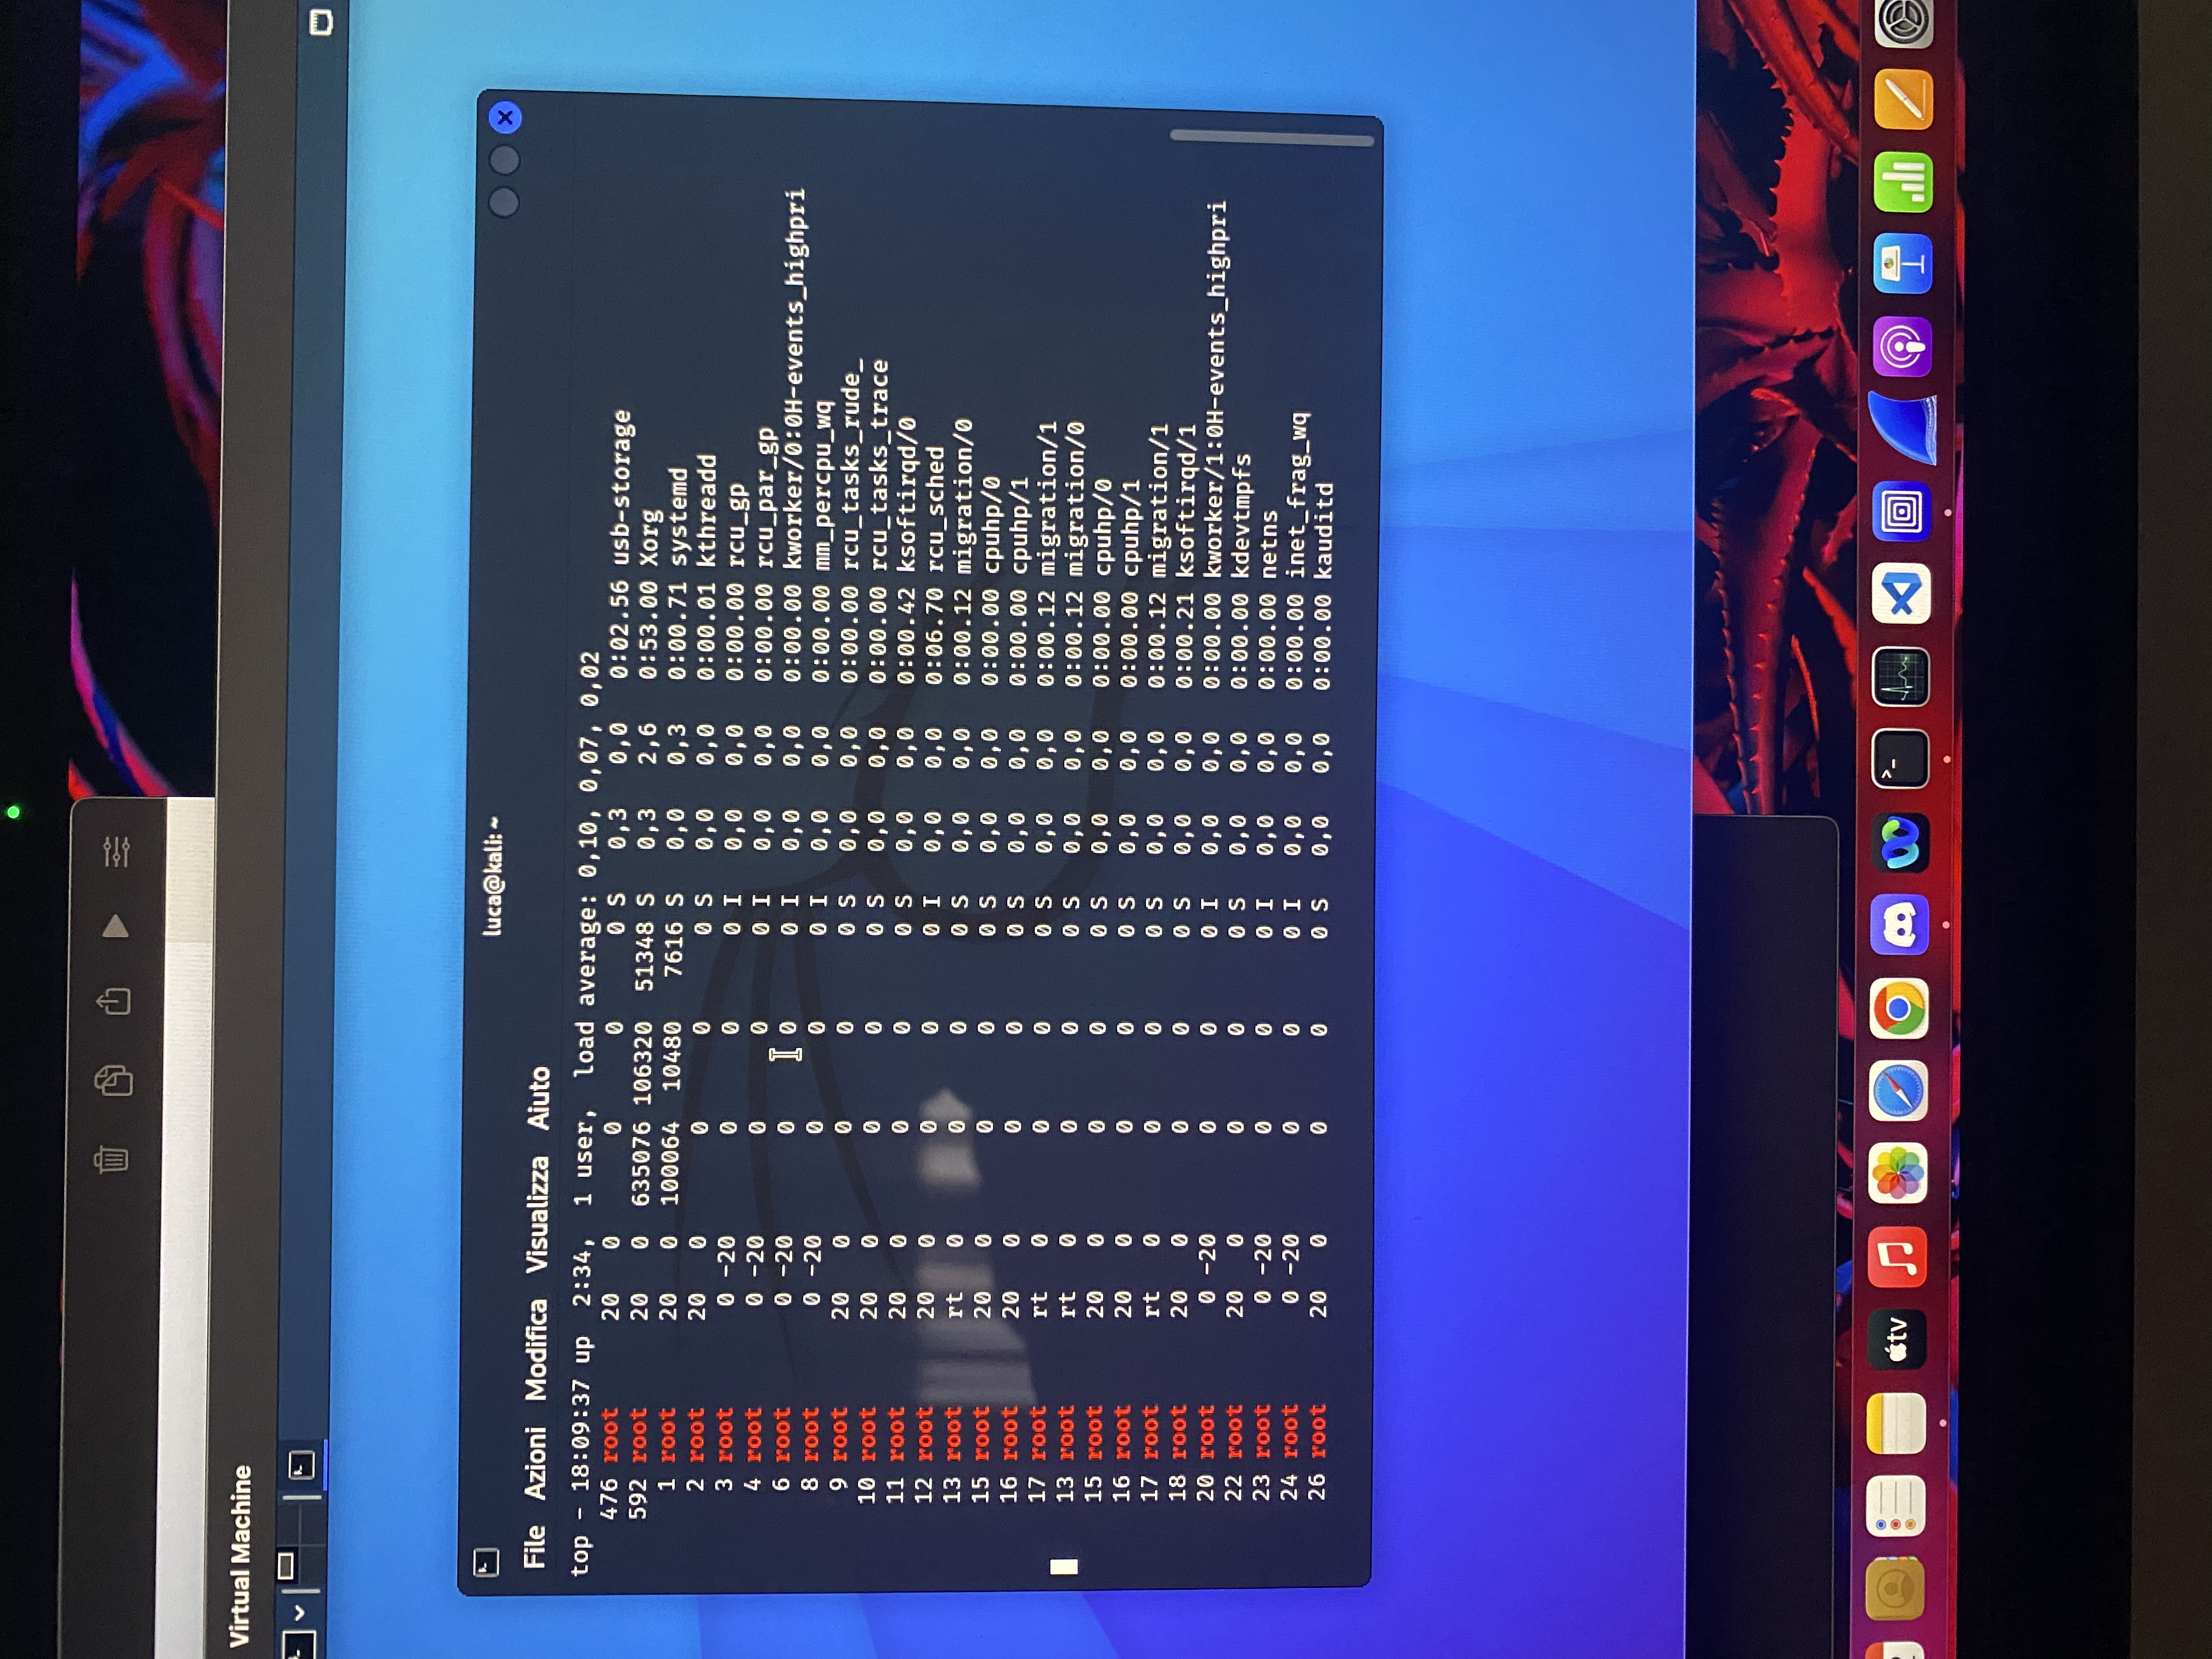 Virtual Machine
luca@kali: ~
File Azioni Modifica Visualizza Aiuto
top - 18:09:37 up  2:34,  1 user,  load average: 0,10, 0,07, 0,02
476 root 20 0 0 0 0 S 0,3 0,0 0:02.56 usb-storage
592 root 20 0 635076 106320 51348 S 0,3 2,6 0:53.00 Xorg
1 root 20 0 100064 10480 7616 S 0,0 0,3 0:00.71 systemd
2 root 20 0 0 0 0 S 0,0 0,0 0:00.01 kthreadd
3 root 0 -20 0 0 0 I 0,0 0,0 0:00.00 rcu_gp
4 root 0 -20 0 0 0 I 0,0 0,0 0:00.00 rcu_par_gp
6 root 0 -20 0 0 0 I 0,0 0,0 0:00.00 kworker/0:0H-events_highpri
8 root 0 -20 0 0 0 I 0,0 0,0 0:00.00 mm_percpu_wq
9 root 20 0 0 0 0 S 0,0 0,0 0:00.00 rcu_tasks_rude_
10 root 20 0 0 0 0 S 0,0 0,0 0:00.00 rcu_tasks_trace
11 root 20 0 0 0 0 S 0,0 0,0 0:00.42 ksoftirqd/0
12 root 20 0 0 0 0 I 0,0 0,0 0:06.70 rcu_sched
13 root rt 0 0 0 0 S 0,0 0,0 0:00.12 migration/0
15 root 20 0 0 0 0 S 0,0 0,0 0:00.00 cpuhp/0
16 root 20 0 0 0 0 S 0,0 0,0 0:00.00 cpuhp/1
17 root rt 0 0 0 0 S 0,0 0,0 0:00.12 migration/1
13 root rt 0 0 0 0 S 0,0 0,0 0:00.12 migration/0
15 root 20 0 0 0 0 S 0,0 0,0 0:00.00 cpuhp/0
16 root 20 0 0 0 0 S 0,0 0,0 0:00.00 cpuhp/1
17 root rt 0 0 0 0 S 0,0 0,0 0:00.12 migration/1
18 root 20 0 0 0 0 S 0,0 0,0 0:00.21 ksoftirqd/1
20 root 0 -20 0 0 0 I 0,0 0,0 0:00.00 kworker/1:0H-events_highpri
22 root 20 0 0 0 0 S 0,0 0,0 0:00.00 kdevtmpfs
23 root 0 -20 0 0 0 I 0,0 0,0 0:00.00 netns
24 root 0 -20 0 0 0 I 0,0 0,0 0:00.00 inet_frag_wq
26 root 20 0 0 0 0 S 0,0 0,0 0:00.00 kauditd
tv